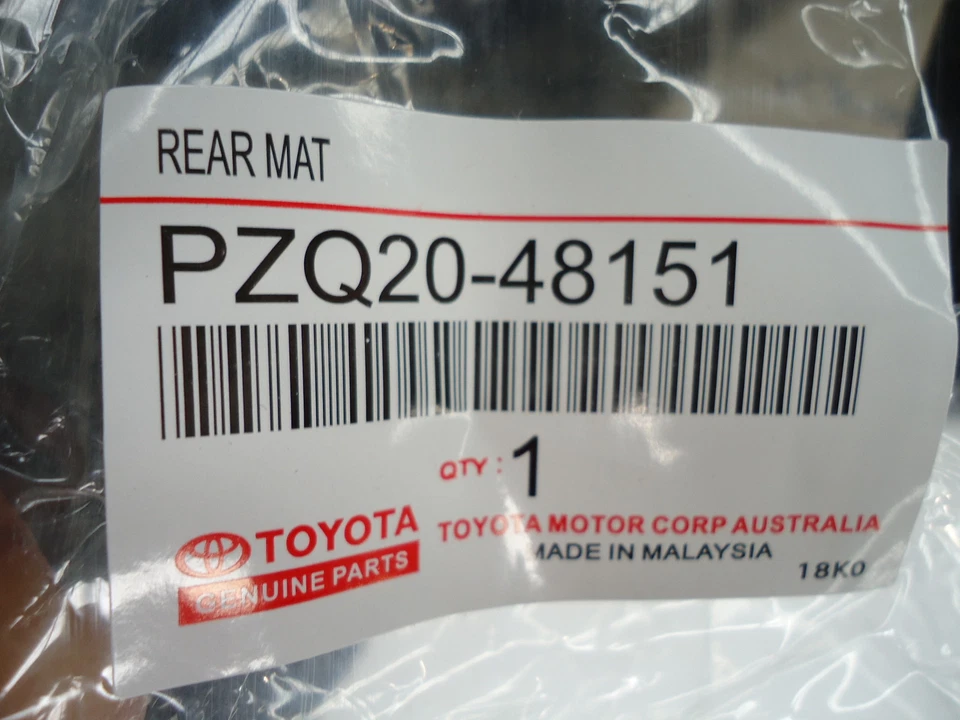 REAR MAT
PZQ20-48151
QTY : 1
TOYOTA
GENUINE PARTS
TOYOTA MOTOR CORP AUSTRALIA
MADE IN MALAYSIA
18K0